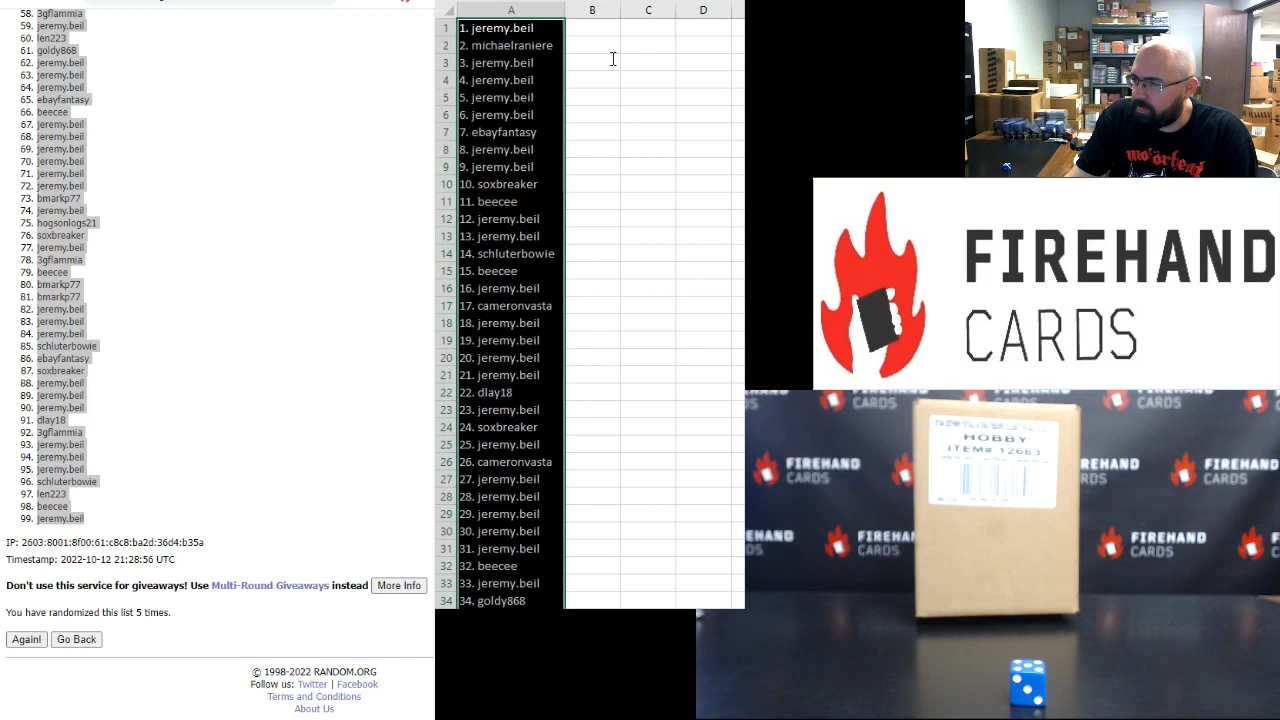 58. 3gflammia
59. jeremy.beil
60. len223
61. goldy868
62. jeremy.beil
63. jeremy.beil
64. jeremy.beil
65. ebayfantasy
66. beecee
67. jeremy.beil
68. jeremy.beil
69. jeremy.beil
70. jeremy.beil
71. jeremy.beil
72. jeremy.beil
73. bmarkp77
74. jeremy.beil
75. hogsonlogs21
76. soxbreaker
77. jeremy.beil
78. 3gflammia
79. beecee
80. bmarkp77
81. bmarkp77
82. jeremy.beil
83. jeremy.beil
84. jeremy.beil
85. schluterbowie
86. ebayfantasy
87. soxbreaker
88. jeremy.beil
89. jeremy.beil
90. jeremy.beil
91. dlay18
92. 3gflammia
93. jeremy.beil
94. jeremy.beil
95. jeremy.beil
96. schluterbowie
97. len223
98. beecee
99. jeremy.beil
IP: 2603:8001:8f00:61:c8c8:ba2d:36d4:b35a
Timestamp: 2022-10-12 21:28:56 UTC
Don't use this service for giveaways! Use Multi-Round Giveaways instead More Info
You have randomized this list 5 times.
Again! Go Back
© 1998-2022 RANDOM.ORG
Follow us: Twitter | Facebook
Terms and Conditions
About Us
A B C D
1 1. jeremy.beil
2 2. michaelraniere
3 3. jeremy.beil
4 4. jeremy.beil
5 5. jeremy.beil
6 6. jeremy.beil
7 7. ebayfantasy
8 8. jeremy.beil
9 9. jeremy.beil
10 10. soxbreaker
11 11. beecee
12 12. jeremy.beil
13 13. jeremy.beil
14 14. schluterbowie
15 15. beecee
16 16. jeremy.beil
17 17. cameronvasta
18 18. jeremy.beil
19 19. jeremy.beil
20 20. jeremy.beil
21 21. jeremy.beil
22 22. dlay18
23 23. jeremy.beil
24 24. soxbreaker
25 25. jeremy.beil
26 26. cameronvasta
27 27. jeremy.beil
28 28. jeremy.beil
29 29. jeremy.beil
30 30. jeremy.beil
31 31. jeremy.beil
32 32. beecee
33 33. jeremy.beil
34 34. goldy868
motörhead
FIREHAND
CARDS
HOBBY
ITEM# 12663
CARDS
CARDS
FIREHAND
CARDS
FIREHAND
CARDS
FIREHAND
CARDS
FIREHAND
CARDS
FIREHAND
CARDS